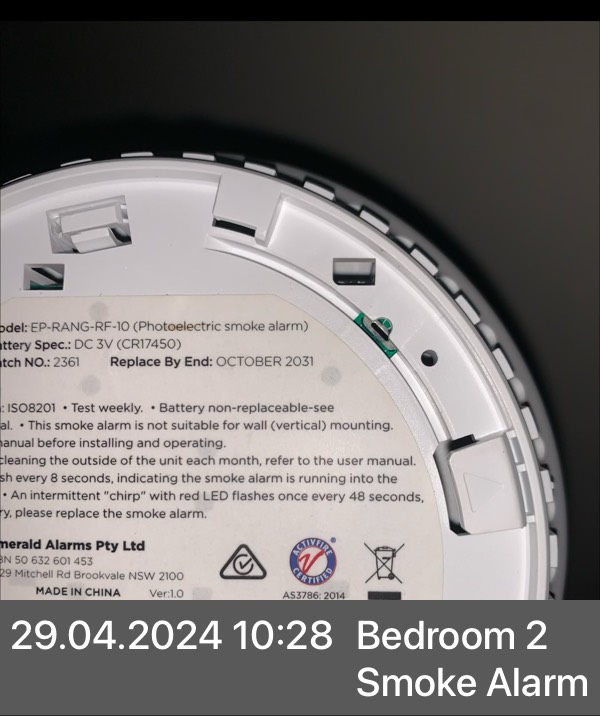 odel: EP-RANG-RF-10 (Photoelectric smoke alarm)
attery Spec.: DC 3V (CR17450)
atch NO.: 2361 Replace By End: OCTOBER 2031
: ISO8201 • Test weekly. • Battery non-replaceable-see
al. • This smoke alarm is not suitable for wall (vertical) mounting.
anual before installing and operating.
cleaning the outside of the unit each month, refer to the user manual.
sh every 8 seconds, indicating the smoke alarm is running into the
• An intermittent "chirp" with red LED flashes once every 48 seconds,
ry, please replace the smoke alarm.
merald Alarms Pty Ltd
BN 50 632 601 453
29 Mitchell Rd Brookvale NSW 2100
MADE IN CHINA Ver:1.0
ACTIVFIRE
CERTIFIED
AS3786: 2014
29.04.2024 10:28 Bedroom 2
Smoke Alarm